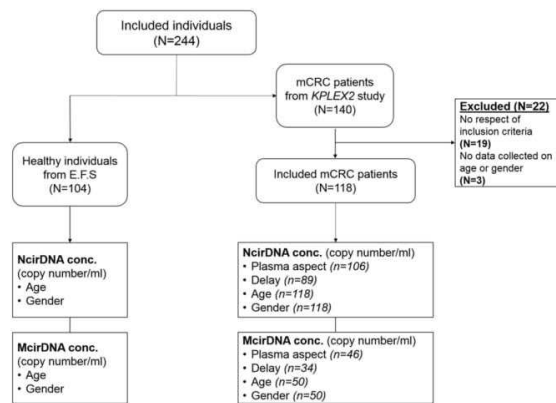 Included individuals
(N=244)
mCRC patients
from KPLEX2 study
(N=140)
Excluded (N=22)
No respect of
inclusion criteria
(N=19)
No data collected on
age or gender
(N=3)
Healthy individuals
from E.F.S
(N=104)
Included mCRC patients
(N=118)
NcirDNA conc.
(copy number/ml)
• Age
• Gender
NcirDNA conc. (copy number/ml)
• Plasma aspect (n=106)
• Delay (n=89)
• Age (n=118)
• Gender (n=118)
McirDNA conc.
(copy number/ml)
• Age
• Gender
McirDNA conc. (copy number/ml)
• Plasma aspect (n=46)
• Delay (n=34)
• Age (n=50)
• Gender (n=50)